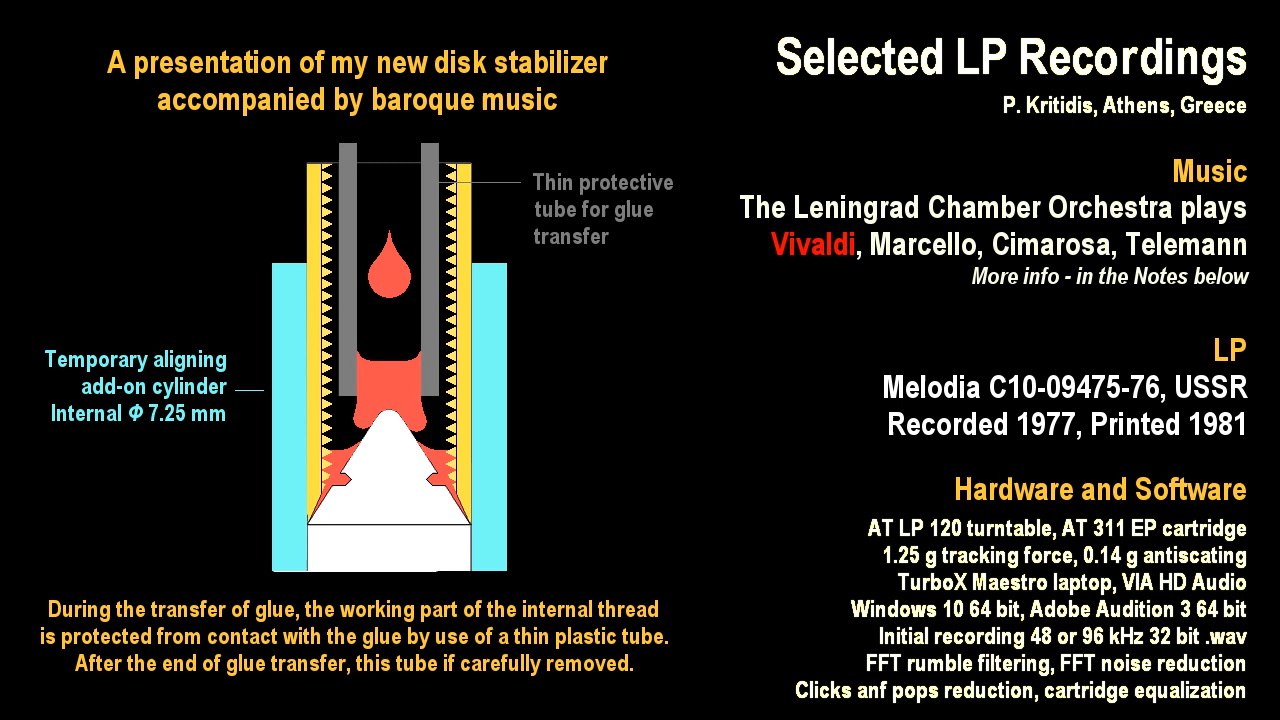 A presentation of my new disk stabilizer
accompanied by baroque music
Thin protective
tube for glue
transfer
Temporary aligning
add-on cylinder
Internal Φ 7.25 mm
During the transfer of glue, the working part of the internal thread
is protected from contact with the glue by use of a thin plastic tube.
After the end of glue transfer, this tube if carefully removed.
Selected LP Recordings
P. Kritidis, Athens, Greece
Music
The Leningrad Chamber Orchestra plays
Vivaldi, Marcello, Cimarosa, Telemann
More info - in the Notes below
LP
Melodia C10-09475-76, USSR
Recorded 1977, Printed 1981
Hardware and Software
AT LP 120 turntable, AT 311 EP cartridge
1.25 g tracking force, 0.14 g antiscating
TurboX Maestro laptop, VIA HD Audio
Windows 10 64 bit, Adobe Audition 3 64 bit
Initial recording 48 or 96 kHz 32 bit .wav
FFT rumble filtering, FFT noise reduction
Clicks anf pops reduction, cartridge equalization